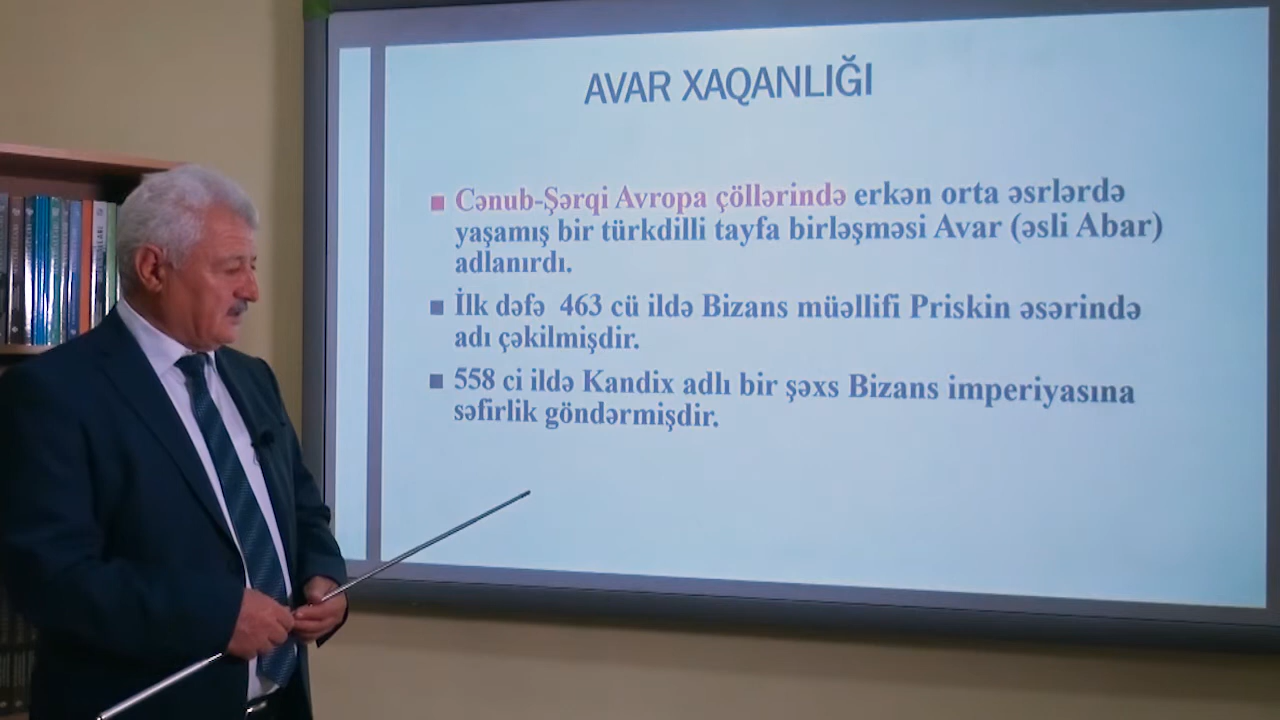 AVAR XAQANLIĞI
Cənub-Şərqi Avropa çöllərində erkən orta əsrlərdə
yaşamış bir türkdilli tayfa birləşməsi Avar (əsli Abar)
adlanırdı.
İlk dəfə 463 cü ildə Bizans müəllifi Priskin əsərində
adı çəkilmişdir.
558 ci ildə Kandix adlı bir şəxs Bizans imperiyasına
səfirlik göndərmişdir.